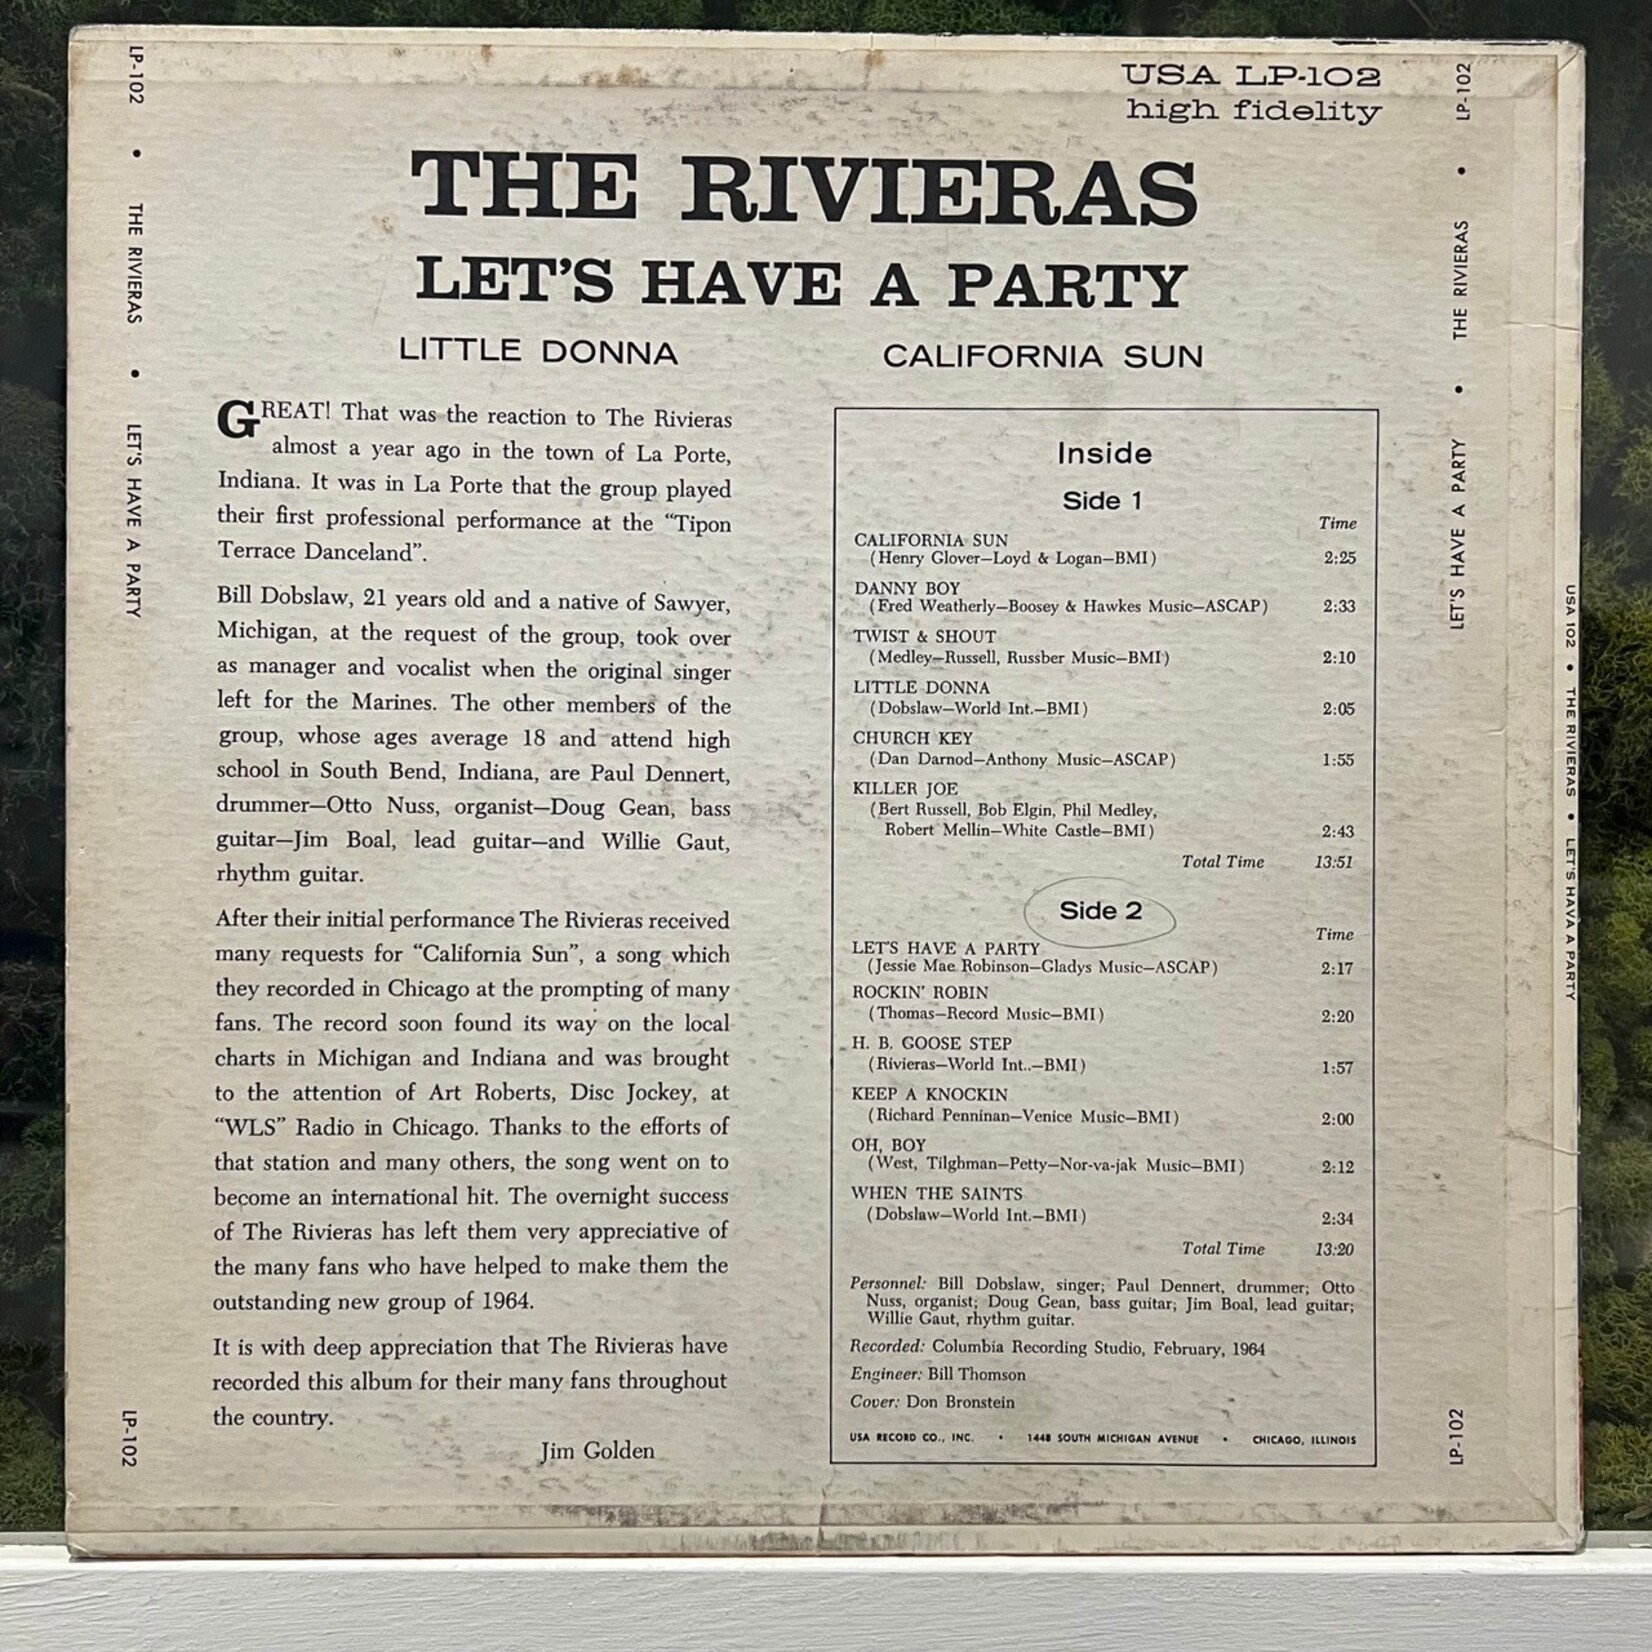 USA LP-102
high fidelity
THE RIVIERAS
LET'S HAVE A PARTY
LITTLE DONNA
CALIFORNIA SUN
GREAT! That was the reaction to The Rivieras
almost a year ago in the town of La Porte,
Indiana. It was in La Porte that the group played
their first professional performance at the “Tipon
Terrace Danceland”.
Bill Dobslaw, 21 years old and a native of Sawyer,
Michigan, at the request of the group, took over
as manager and vocalist when the original singer
left for the Marines. The other members of the
group, whose ages average 18 and attend high
school in South Bend, Indiana, are Paul Dennert,
drummer—Otto Nuss, organist—Doug Gean, bass
guitar—Jim Boal, lead guitar—and Willie Gaut,
rhythm guitar.
After their initial performance The Rivieras received
many requests for “California Sun”, a song which
they recorded in Chicago at the prompting of many
fans. The record soon found its way on the local
charts in Michigan and Indiana and was brought
to the attention of Art Roberts, Disc Jockey, at
“WLS” Radio in Chicago. Thanks to the efforts of
that station and many others, the song went on to
become an international hit. The overnight success
of The Rivieras has left them very appreciative of
the many fans who have helped to make them the
outstanding new group of 1964.
It is with deep appreciation that The Rivieras have
recorded this album for their many fans throughout
the country.
Jim Golden
Inside
Side 1
Time
CALIFORNIA SUN
(Henry Glover—Loyd & Logan—BMI) 2:25
DANNY BOY
(Fred Weatherly—Boosey & Hawkes Music—ASCAP) 2:33
TWIST & SHOUT
(Medley—Russell, Russber Music—BMI) 2:10
LITTLE DONNA
(Dobslaw—World Int.—BMI) 2:05
CHURCH KEY
(Dan Darnod—Anthony Music—ASCAP) 1:55
KILLER JOE
(Bert Russell, Bob Elgin, Phil Medley,
Robert Mellin—White Castle—BMI) 2:43
Total Time 13:51
Side 2
Time
LET'S HAVE A PARTY
(Jessie Mae Robinson—Gladys Music—ASCAP) 2:17
ROCKIN' ROBIN
(Thomas—Record Music—BMI) 2:20
H. B. GOOSE STEP
(Rivieras—World Int..—BMI) 1:57
KEEP A KNOCKIN
(Richard Penninan—Venice Music—BMI) 2:00
OH, BOY
(West, Tilghman—Petty—Nor-va-jak Music—BMI) 2:12
WHEN THE SAINTS
(Dobslaw—World Int.—BMI) 2:34
Total Time 13:20
Personnel: Bill Dobslaw, singer; Paul Dennert, drummer; Otto
Nuss, organist; Doug Gean, bass guitar; Jim Boal, lead guitar;
Willie Gaut, rhythm guitar.
Recorded: Columbia Recording Studio, February, 1964
Engineer: Bill Thomson
Cover: Don Bronstein
USA RECORD CO., INC. • 1448 SOUTH MICHIGAN AVENUE • CHICAGO, ILLINOIS
LP-102 • THE RIVIERAS • LET'S HAVE A PARTY LP-102
LP-102 LET'S HAVE A PARTY • THE RIVIERAS • LP-102
USA 102 • THE RIVIERAS • LET'S HAVA A PARTY